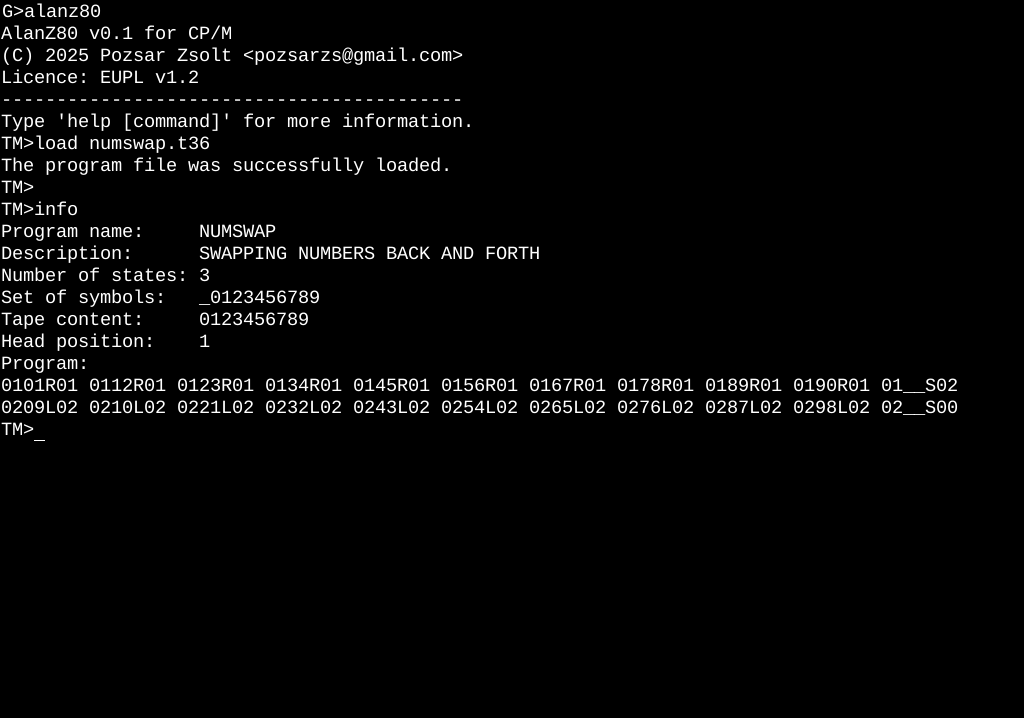 G>alanz80
AlanZ80 v0.1 for CP/M
(C) 2025 Pozsar Zsolt <pozsarzs@gmail.com>
Licence: EUPL v1.2
------------------------------------------
Type 'help [command]' for more information.
TM>load numswap.t36
The program file was successfully loaded.
TM>
TM>info
Program name:     NUMSWAP
Description:      SWAPPING NUMBERS BACK AND FORTH
Number of states: 3
Set of symbols:   _0123456789
Tape content:     0123456789
Head position:    1
Program:
0101R01 0112R01 0123R01 0134R01 0145R01 0156R01 0167R01 0178R01 0189R01 0190R01 01__S02
0209L02 0210L02 0221L02 0232L02 0243L02 0254L02 0265L02 0276L02 0287L02 0298L02 02__S00
TM>_